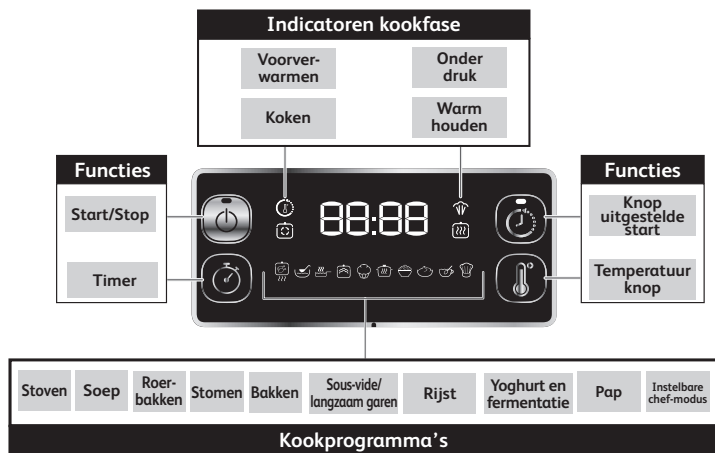 Indicatoren kookfase
Voorver-
warmen
Onder
druk
Koken
Warm
houden
Functies
Start/Stop
Timer
88:88
Functies
Knop
uitgestelde
start
Temperatuur
knop
Stoven
Soep
Roer-
bakken
Stomen
Bakken
Sous-vide/
langzaam garen
Rijst
Yoghurt en
fermentatie
Pap
Instelbare
chef-modus
Kookprogramma's